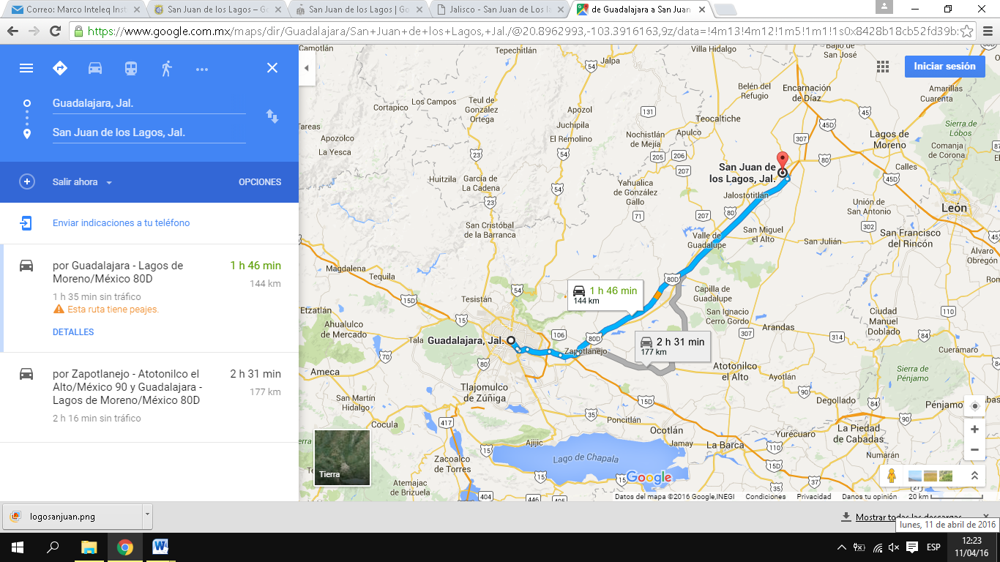 Correo: Marco Inteleq Inst
San Juan de los Lagos – Go
San Juan de los Lagos | Go
Jalisco - San Juan de Los l
de Guadalajara a San Juan
https://www.google.com.mx/maps/dir/Guadalajara/San+Juan+de+los+Lagos,+Jal./@20.8962993,-103.3916163,9z/data=!4m13!4m12!1m5!1m1!1s0x8428b18cb52fd39b:
Guadalajara, Jal.
San Juan de los Lagos, Jal.
Salir ahora
OPCIONES
Enviar indicaciones a tu teléfono
por Guadalajara - Lagos de
Moreno/México 80D
1 h 46 min
144 km
1 h 35 min sin tráfico
Esta ruta tiene peajes.
DETALLES
por Zapotlanejo - Atotonilco el
Alto/México 90 y Guadalajara -
Lagos de Moreno/México 80D
2 h 31 min
177 km
2 h 16 min sin tráfico
Iniciar sesión
Camotlán
Tepechitlán
Jalpa
Villa Hidalgo
Bajío de
San José
54
Belén del
Refugio
Encarnación
de Díaz
Amarillas
Cuarenta
Los Campos
Cortapico
Teul de
González
Ortega
Apozol
131
Teocaltiche
45
45D
Sierra de
Lobos
Juchipila
El Remolino
Apozolco
La Yesca
Nochistlán
de Mejía
Apulco
307
Lagos de
Moreno
Comanja
de Corona
23
54
205
206
207
80
San Juan de
los Lagos, Jal.
45D
Calles
Huitzila
García de
La Cadena
Yahualica
de González
Gallo
Jalostotitlán
Unión de
San Antonio
León
23
54
71
207
80
San Cristóbal
de la Barranca
Valle de
Guadalupe
San Miguel
el Alto
San Julián
302
San Francisco
del Rincón
Álvaro
Obregón
Magdalena
Tequila
80D
Capilla de
Guadalupe
1 h 46 min
144 km
15D
Tesistán
54
Etzatlán
Ahualulco
de Mercado
15
San Ignacio
Cerro Gordo
Arandas
Ciudad
Manuel
Doblado
Tala
Guadalajara, Jal.
106
80D
Zapotlanejo
2 h 31 min
177 km
Cuerámaro
70
80
Ameca
Atotonilco
el Alto
Ayotlán
Sierra de
Pénjamo
Tlajomulco
de Zúñiga
90
Degollado
84
Pénjamo
San Martín
Hidalgo
15D
35
Poncitlán
Cocula
417
Ocotlán
Yurécuaro
La Piedad
de Cabadas
90
15
Ajijic
Jamay
La Barca
110
Numarán
Zacoalco
de Torres
Lago de Chapala
Google
15
15D
37
Atemajac
de Brizuela
404
Tierra
Datos del mapa ©2016 Google,INEGI
Condiciones
Privacidad
Danos tu opinión
20 km
logosanjuan.png
Mostrar todas las descargas...
lunes, 11 de abril de 2016
ESP
12:23
11/04/16